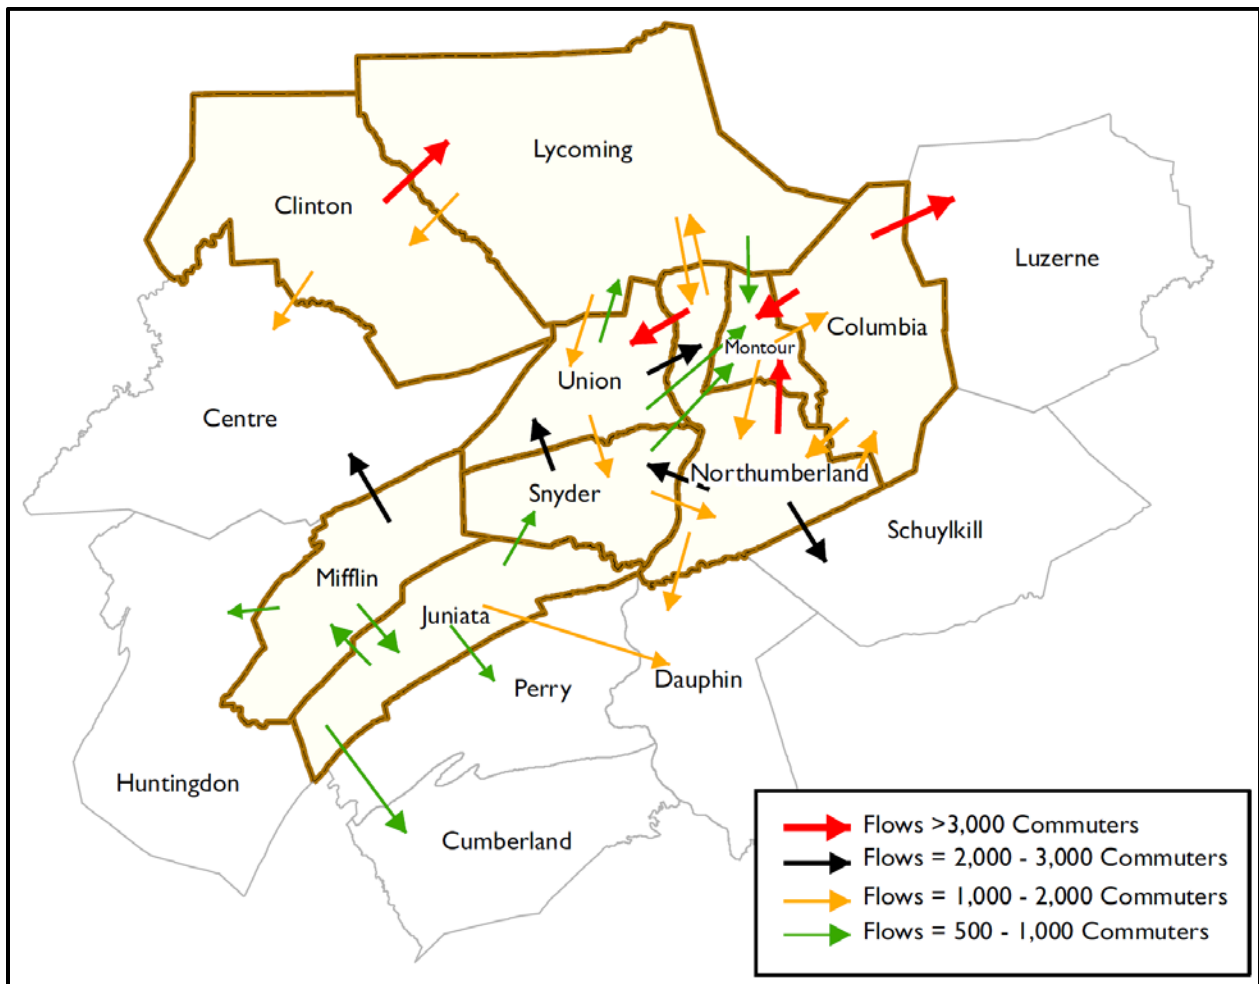 Lycoming
Clinton
Luzerne
Columbia
Montour
Union
Centre
Northumberland
Snyder
Schuylkill
Mifflin
Juniata
Dauphin
Perry
Huntingdon
Cumberland
Flows >3,000 Commuters
Flows = 2,000 - 3,000 Commuters
Flows = 1,000 - 2,000 Commuters
Flows = 500 - 1,000 Commuters